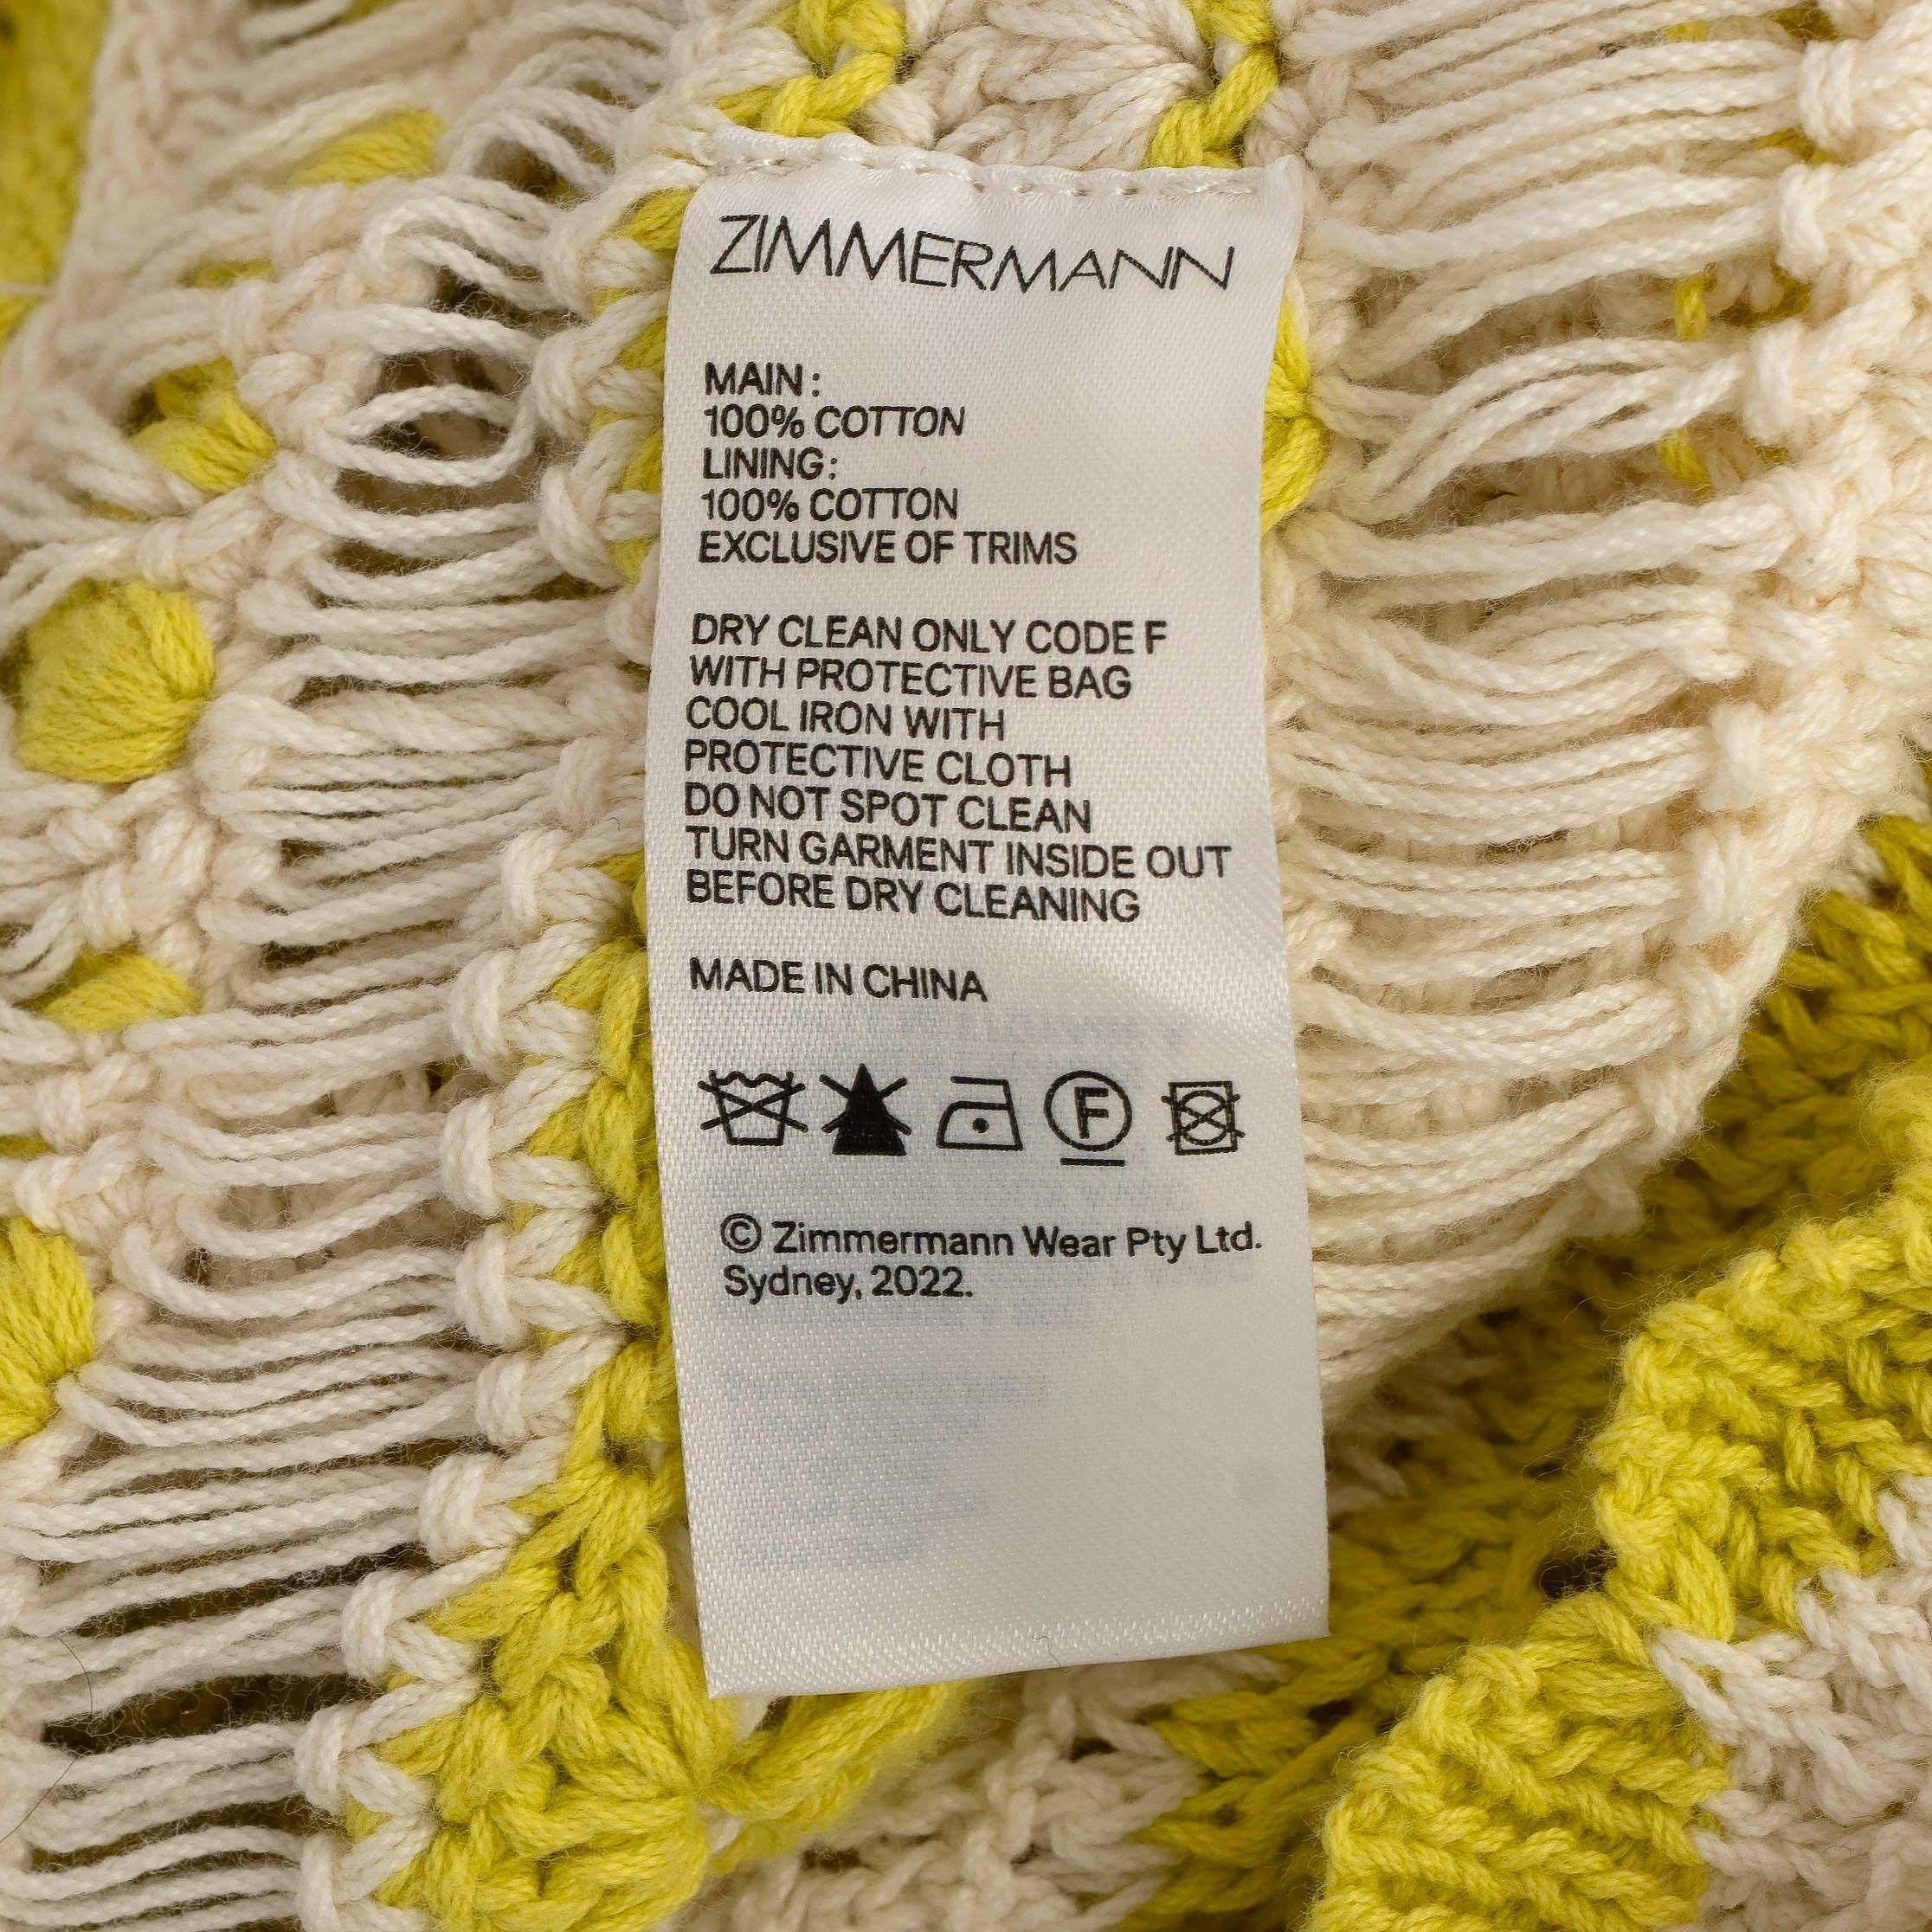 ZIMMERMANN
MAIN:
100% COTTON
LINING:
100% COTTON
EXCLUSIVE OF TRIMS
DRY CLEAN ONLY CODE F
WITH PROTECTIVE BAG
COOL IRON WITH
PROTECTIVE CLOTH
DO NOT SPOT CLEAN
TURN GARMENT INSIDE OUT
BEFORE DRY CLEANING
MADE IN CHINA
F
© Zimmermann Wear Pty Ltd.
Sydney, 2022.